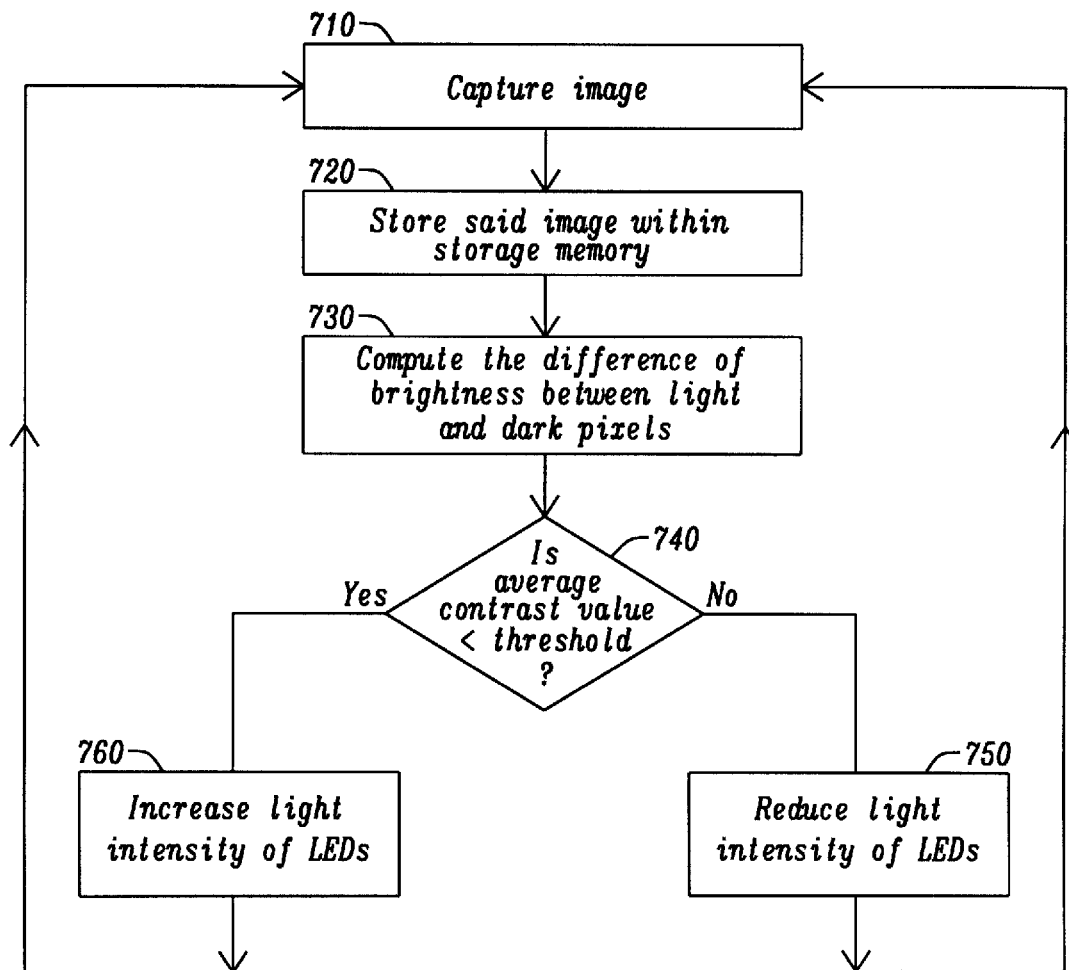 710
Capture image
720
Store said image within
storage memory
730
Compute the difference of
brightness between light
and dark pixels
740
Is
average
contrast value
< threshold
?
Yes
No
760
Increase light
intensity of LEDs
750
Reduce light
intensity of LEDs